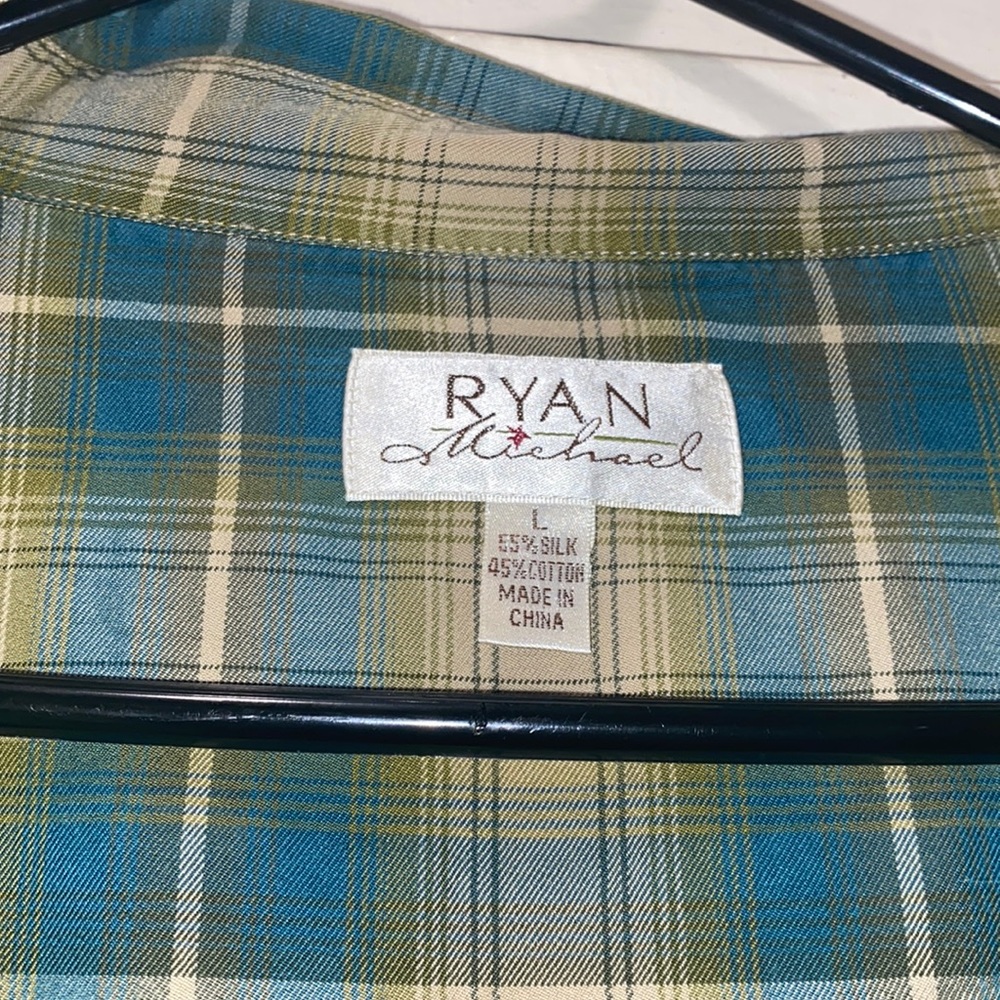 RYAN
Michael
L
55% SILK
45% COTTON
MADE IN
CHINA